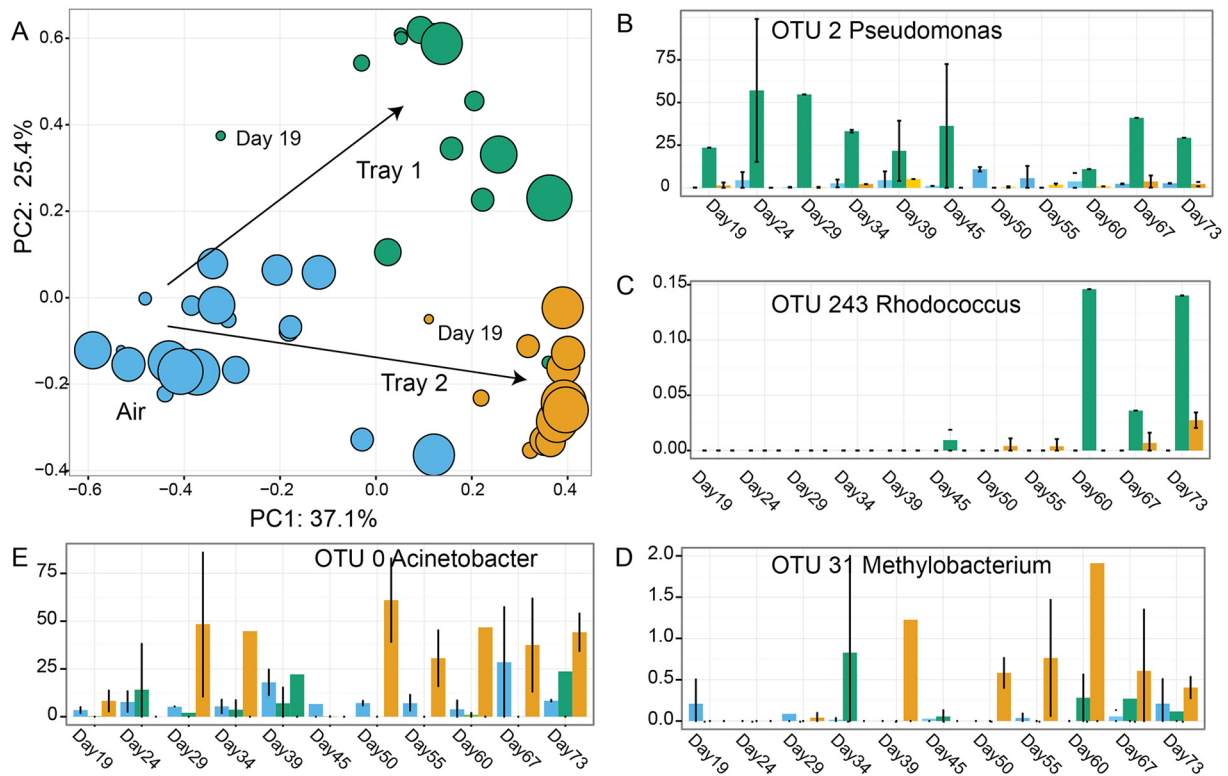 A
PC2: 25.4%
0.6
0.4
0.2
0.0
−0.2
−0.4
Day 19
Tray 1
Day 19
Tray 2
Air
−0.6
−0.4
−0.2
0.0
0.2
0.4
PC1: 37.1%
B
OTU 2 Pseudomonas
75
50
25
0
Day19
Day24
Day29
Day34
Day39
Day45
Day50
Day55
Day60
Day67
Day73
C
OTU 243 Rhodococcus
0.15
0.10
0.05
0.00
Day19
Day24
Day29
Day34
Day39
Day45
Day50
Day55
Day60
Day67
Day73
E
OTU 0 Acinetobacter
75
50
25
0
Day19
Day24
Day29
Day34
Day39
Day45
Day50
Day55
Day60
Day67
Day73
D
OTU 31 Methylobacterium
2.0
1.5
1.0
0.5
0.0
Day19
Day24
Day29
Day34
Day39
Day45
Day50
Day55
Day60
Day67
Day73